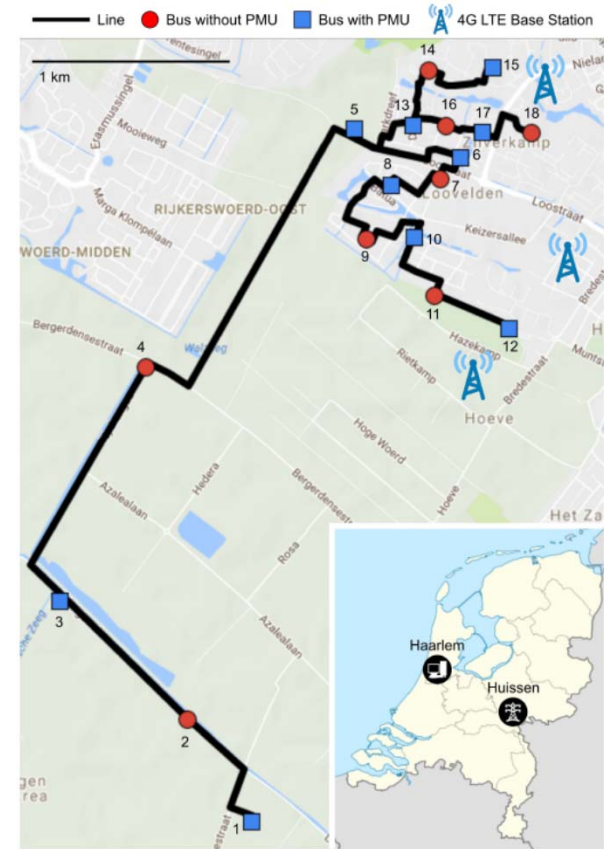 Line Bus without PMU Bus with PMU 4G LTE Base Station
1 km
14
15
5
13
16
17
18
Erasmussingel
Mooieweg
Marga Klompélaan
8
6
7
Loovelden
RIJKERSWOERD-OOST
Loostraat
Keizersallee
WOERD-MIDDEN
9
10
11
12
Bredestraat
Hazekamp
Rietkamp
Bergerdensestraat
4
Hoeve
Hoge Woerd
Hedera
Azalealaan
Rosa
Hoeve
Het Za
3
Azalealaan
2
1
Haarlem
Huissen